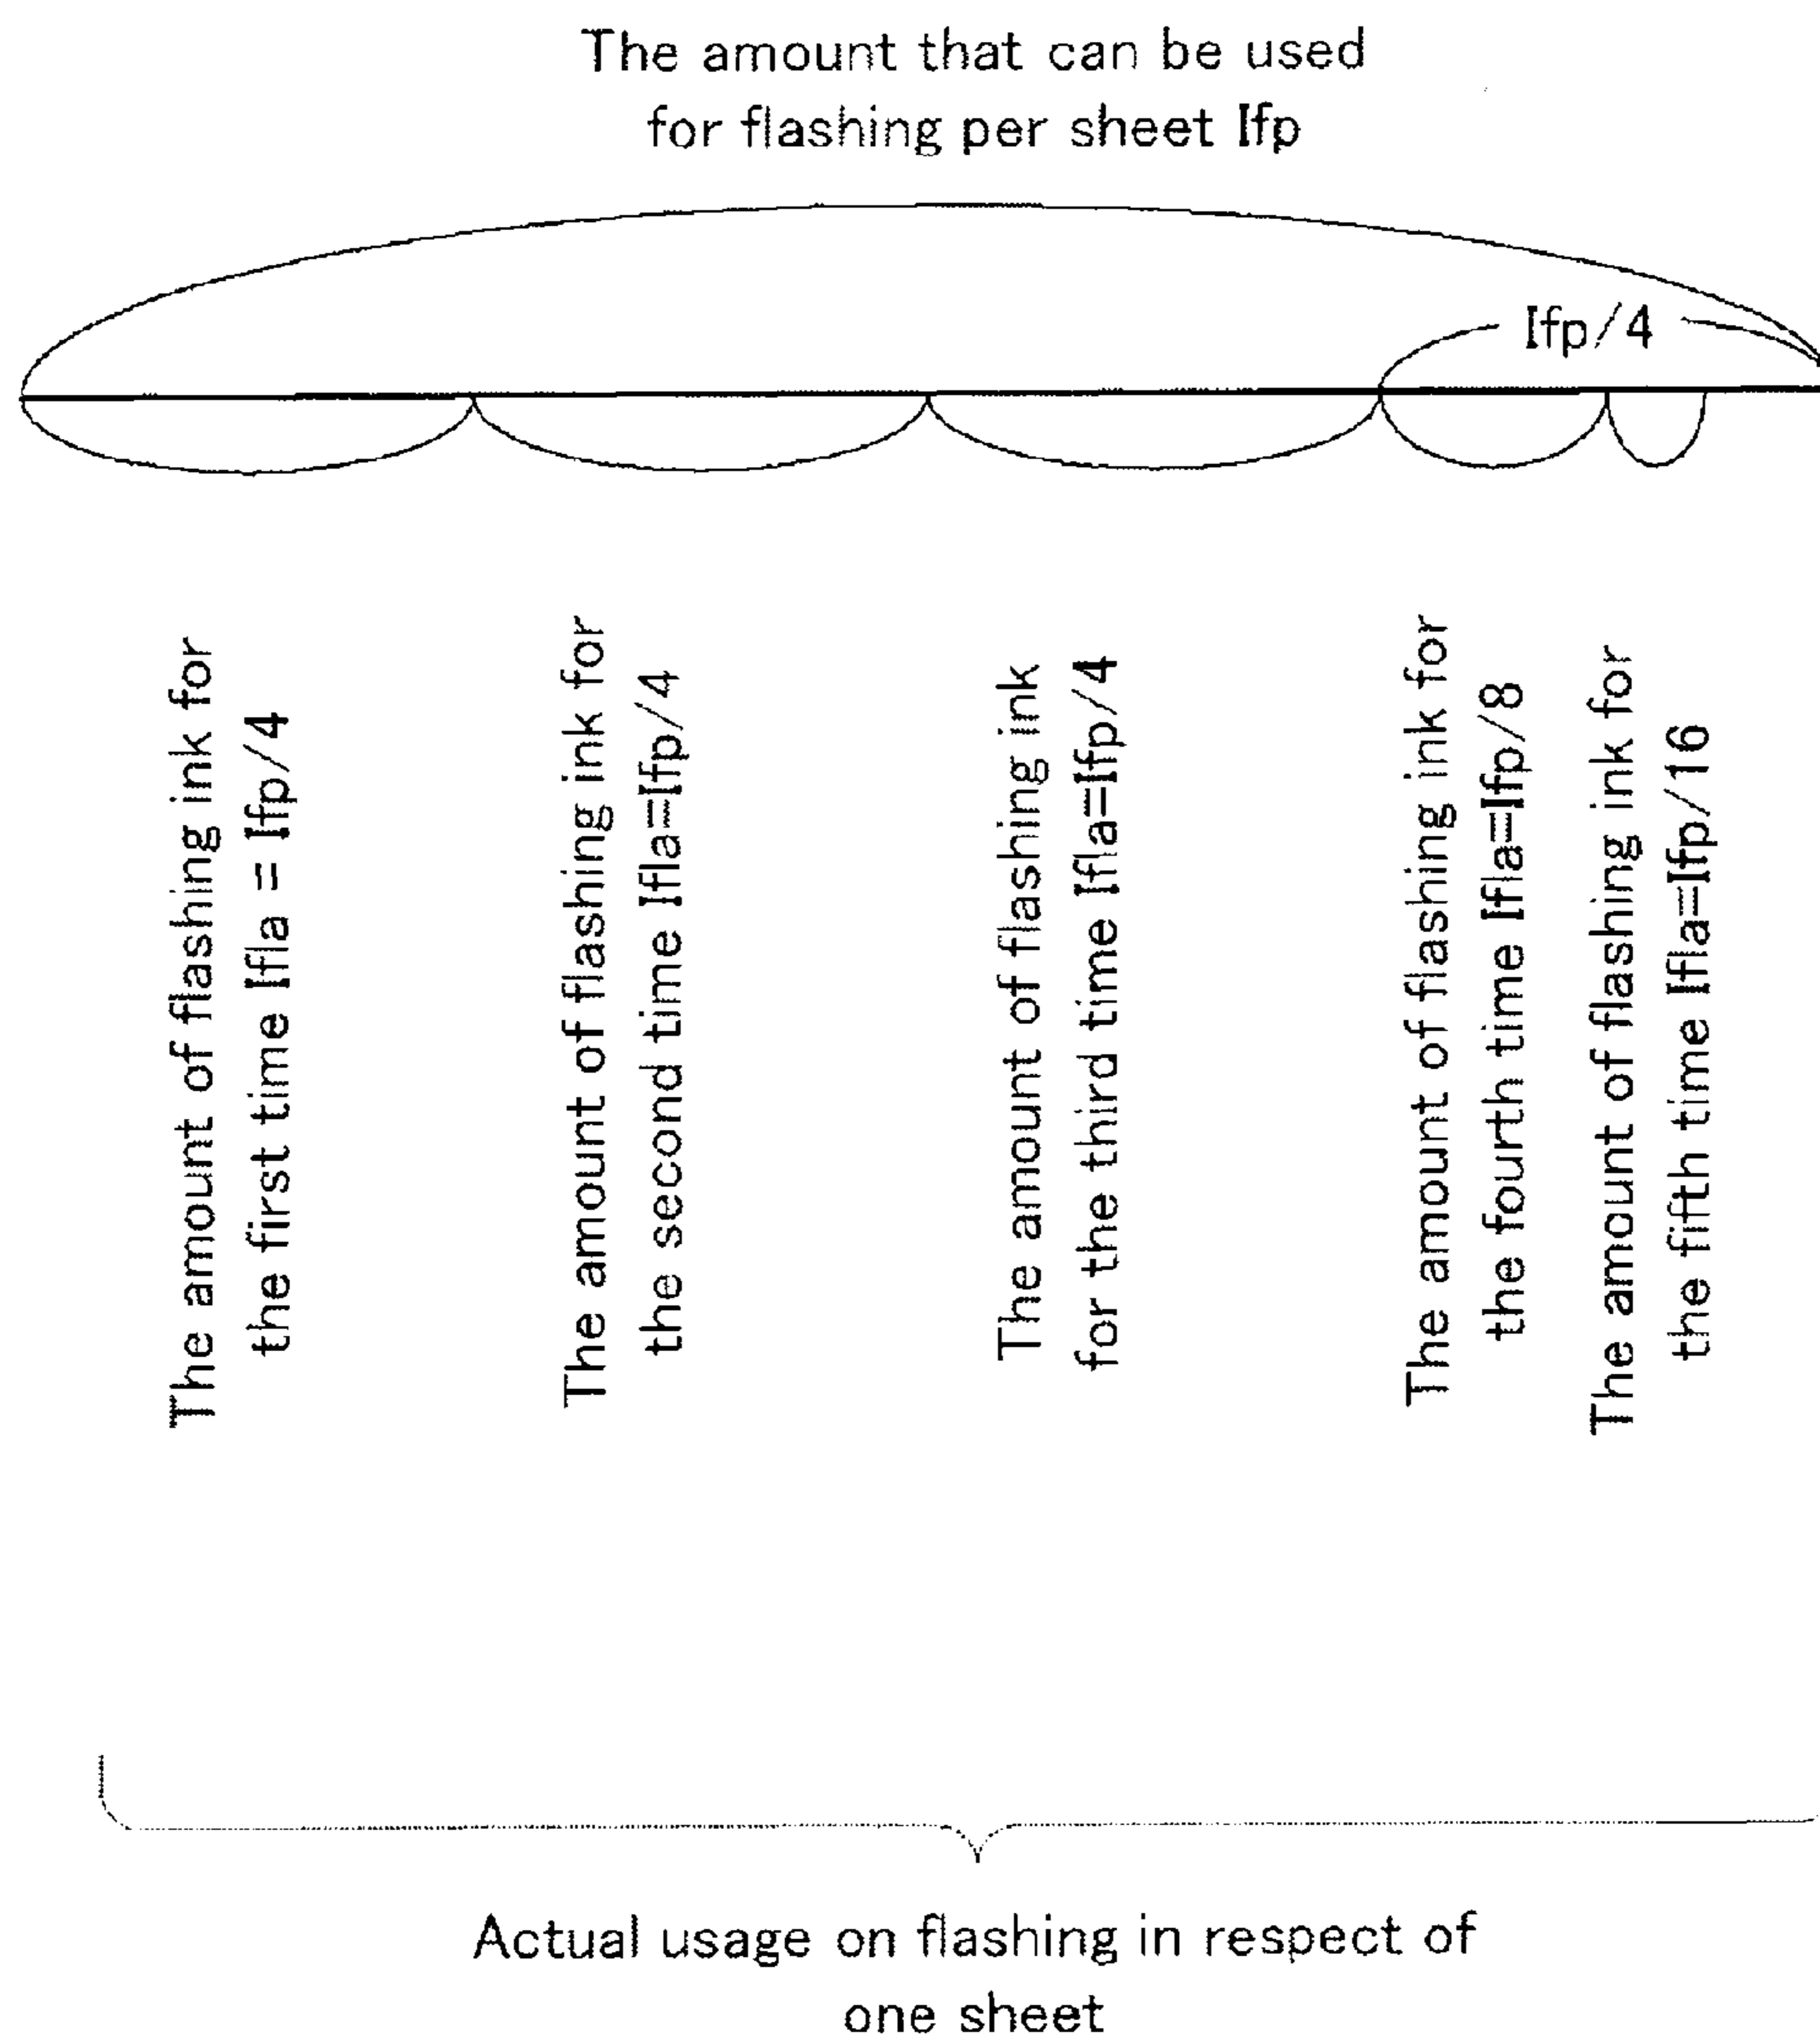 The amount that can be used
for flashing per sheet Ifp
Ifp/4
The amount of flashing ink for
the first time Ifla = Ifp/4
The amount of flashing ink for
the second time Ifla=Ifp/4
The amount of flashing ink
for the third time Ifla=Ifp/4
The amount of flashing ink for
the fourth time Ifla=Ifp/8
The amount of flashing ink for
the fifth time Ifla=Ifp/16
Actual usage on flashing in respect of
one sheet